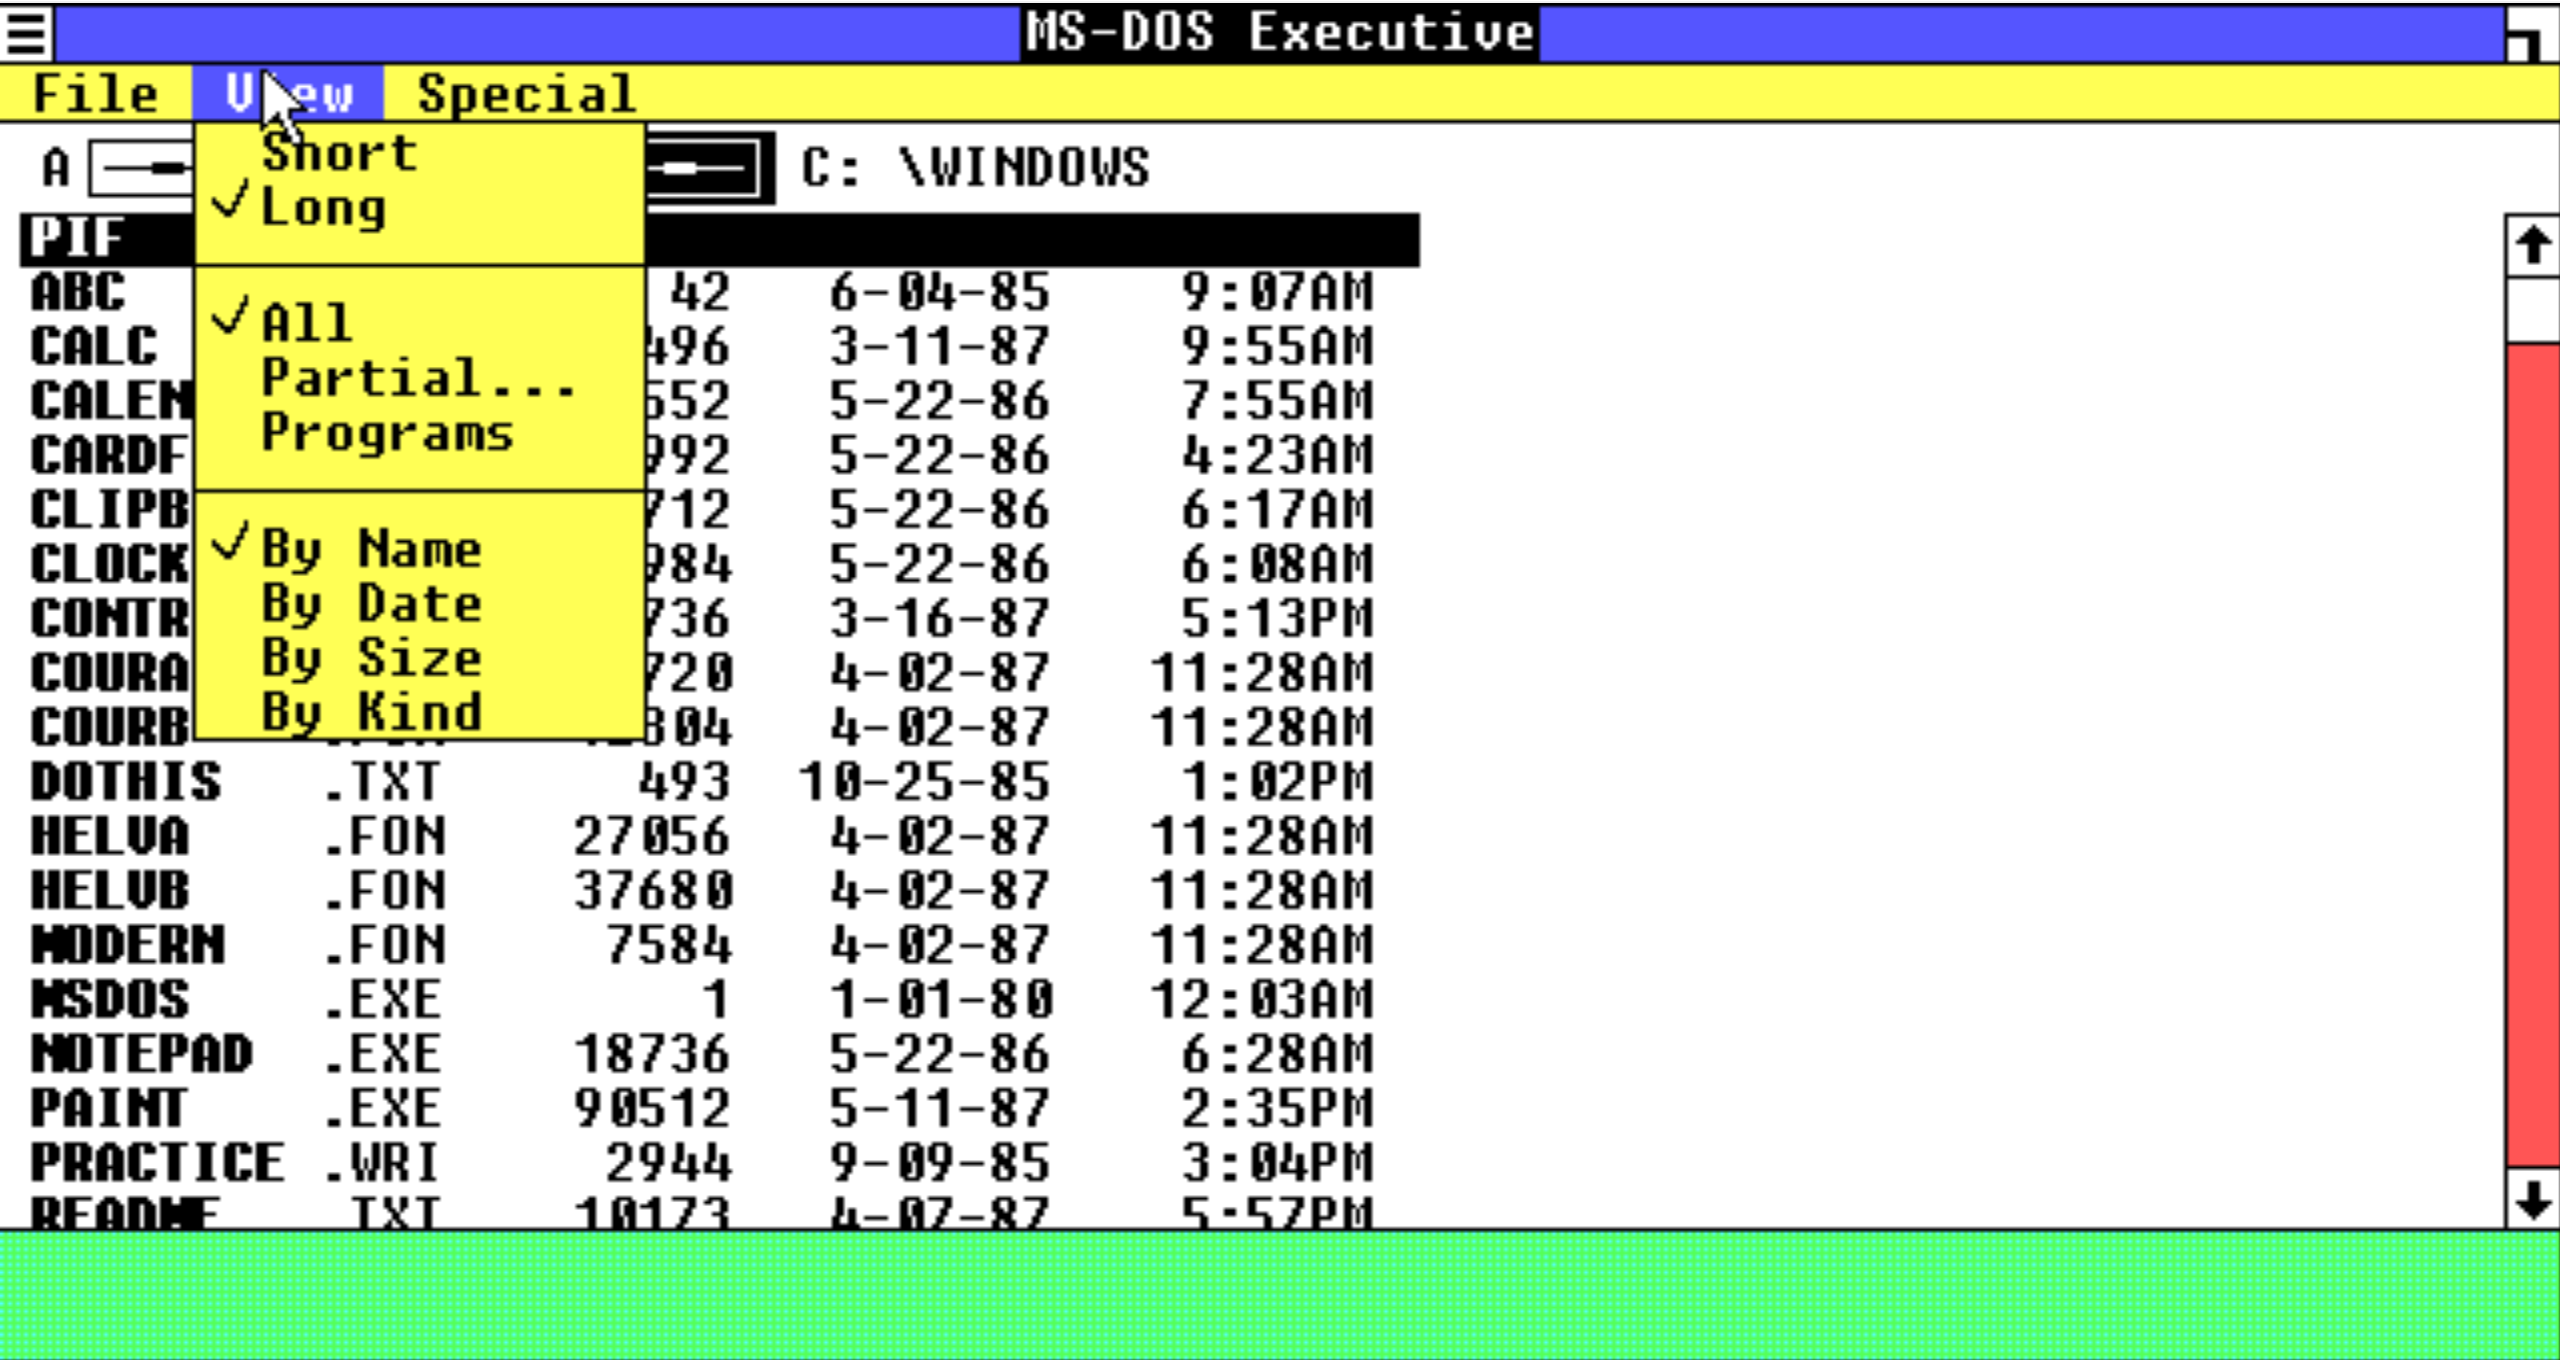 MS-DOS Executive
File View Special
A C: \WINDOWS
Short
Long
All
Partial...
Programs
By Name
By Date
By Size
By Kind
PIF
ABC 42 6-04-85 9:07AM
CALC 496 3-11-87 9:55AM
CALEN 552 5-22-86 7:55AM
CARDF 992 5-22-86 4:23AM
CLIPB 712 5-22-86 6:17AM
CLOCK 984 5-22-86 6:08AM
CONTR 736 3-16-87 5:13PM
COURA 720 4-02-87 11:28AM
COURB 304 4-02-87 11:28AM
DOTHIS .TXT 493 10-25-85 1:02PM
HELVA .FON 27056 4-02-87 11:28AM
HELVB .FON 37680 4-02-87 11:28AM
MODERN .FON 7584 4-02-87 11:28AM
MSDOS .EXE 1 1-01-80 12:03AM
NOTEPAD .EXE 18736 5-22-86 6:28AM
PAINT .EXE 90512 5-11-87 2:35PM
PRACTICE .WRI 2944 9-09-85 3:04PM
README .TXT 10173 4-07-87 5:57PM